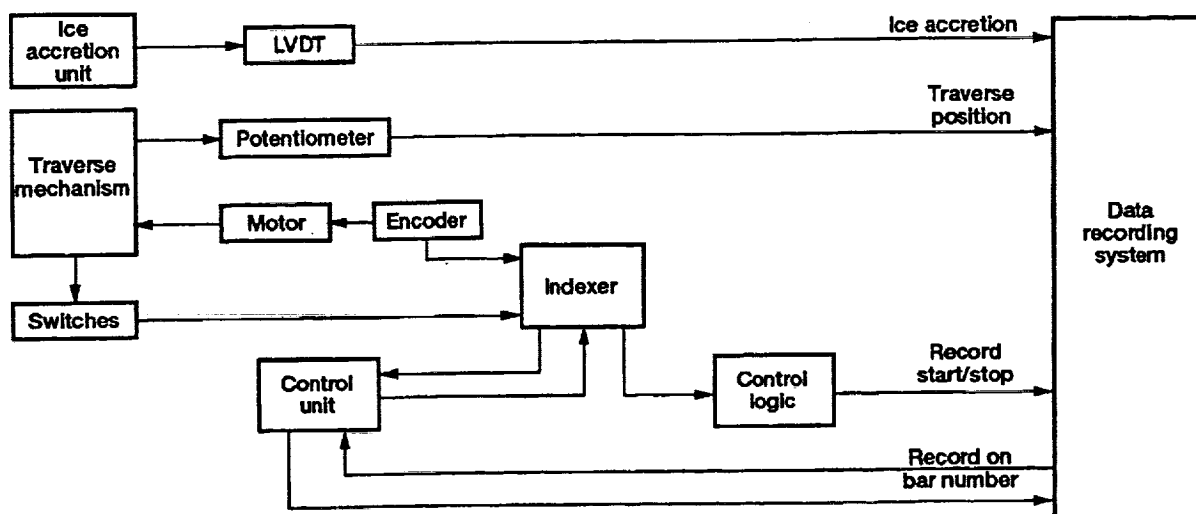 Ice
accretion
unit
LVDT
Ice accretion
Traverse
mechanism
Potentiometer
Traverse
position
Motor
Encoder
Data
recording
system
Indexer
Switches
Control
unit
Control
logic
Record
start/stop
Record on
bar number